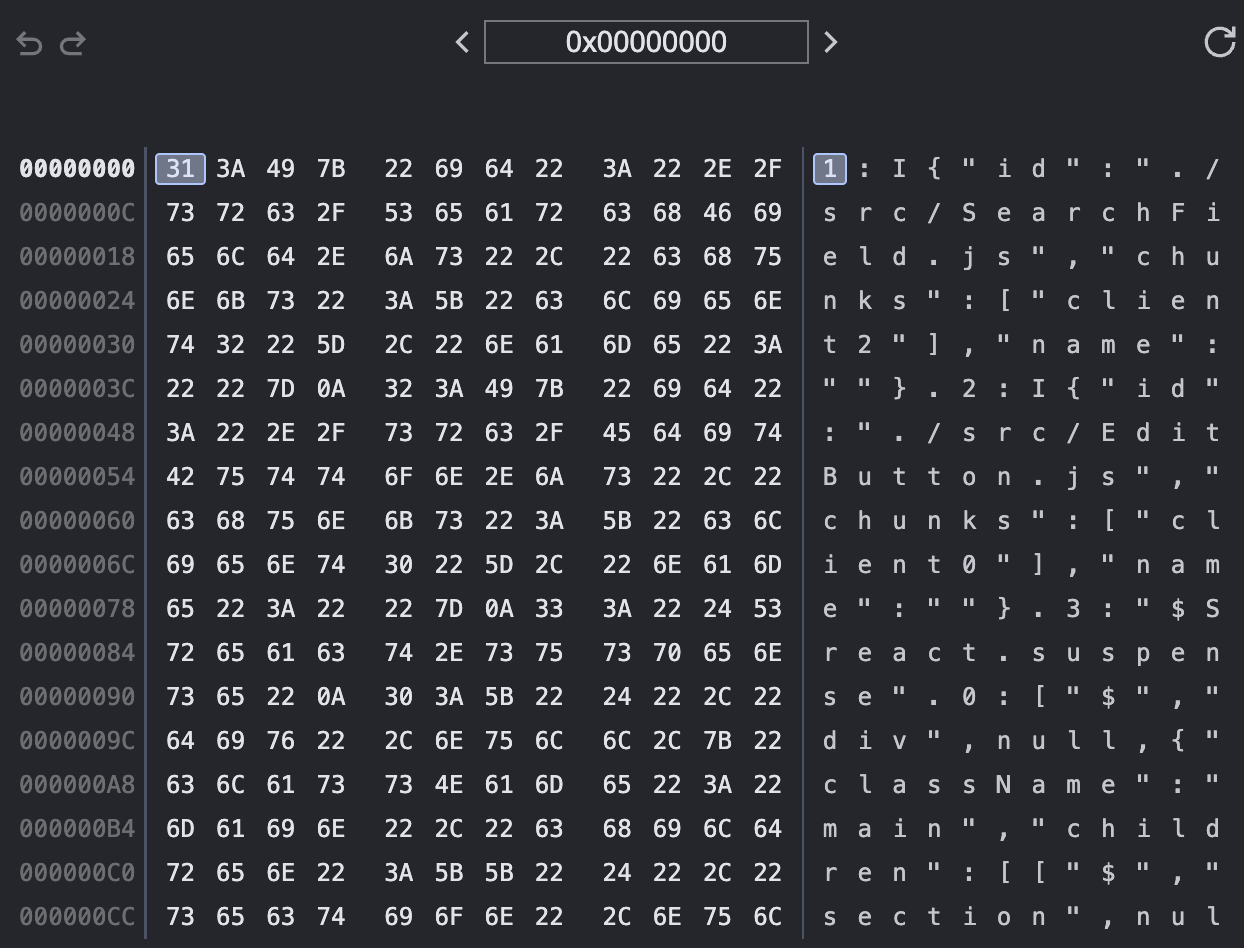 0x00000000
00000000 31 3A 49 7B 22 69 64 22 3A 22 2E 2F 1 : I { " i d " : " . /
0000000C 73 72 63 2F 53 65 61 72 63 68 46 69 s r c / S e a r c h F i
00000018 65 6C 64 2E 6A 73 22 2C 22 63 68 75 e l d . j s " , " c h u
00000024 6E 6B 73 22 3A 5B 22 63 6C 69 65 6E n k s " : [ " c l i e n
00000030 74 32 22 5D 2C 22 6E 61 6D 65 22 3A t 2 " ] , " n a m e " :
0000003C 22 22 7D 0A 32 3A 49 7B 22 69 64 22 " " } . 2 : I { " i d "
00000048 3A 22 2E 2F 73 72 63 2F 45 64 69 74 : " . / s r c / E d i t
00000054 42 75 74 74 6F 6E 2E 6A 73 22 2C 22 B u t t o n . j s " , "
00000060 63 68 75 6E 6B 73 22 3A 5B 22 63 6C c h u n k s " : [ " c l
0000006C 69 65 6E 74 30 22 5D 2C 22 6E 61 6D i e n t 0 " ] , " n a m
00000078 65 22 3A 22 22 7D 0A 33 3A 22 24 53 e " : " " } . 3 : " $ S
00000084 72 65 61 63 74 2E 73 75 73 70 65 6E r e a c t . s u s p e n
00000090 73 65 22 0A 30 3A 5B 22 24 22 2C 22 s e " . 0 : [ " $ " , "
0000009C 64 69 76 22 2C 6E 75 6C 6C 2C 7B 22 d i v " , n u l l , { "
000000A8 63 6C 61 73 73 4E 61 6D 65 22 3A 22 c l a s s N a m e " : "
000000B4 6D 61 69 6E 22 2C 22 63 68 69 6C 64 m a i n " , " c h i l d
000000C0 72 65 6E 22 3A 5B 5B 22 24 22 2C 22 r e n " : [ [ " $ " , "
000000CC 73 65 63 74 69 6F 6E 22 2C 6E 75 6C s e c t i o n " , n u l